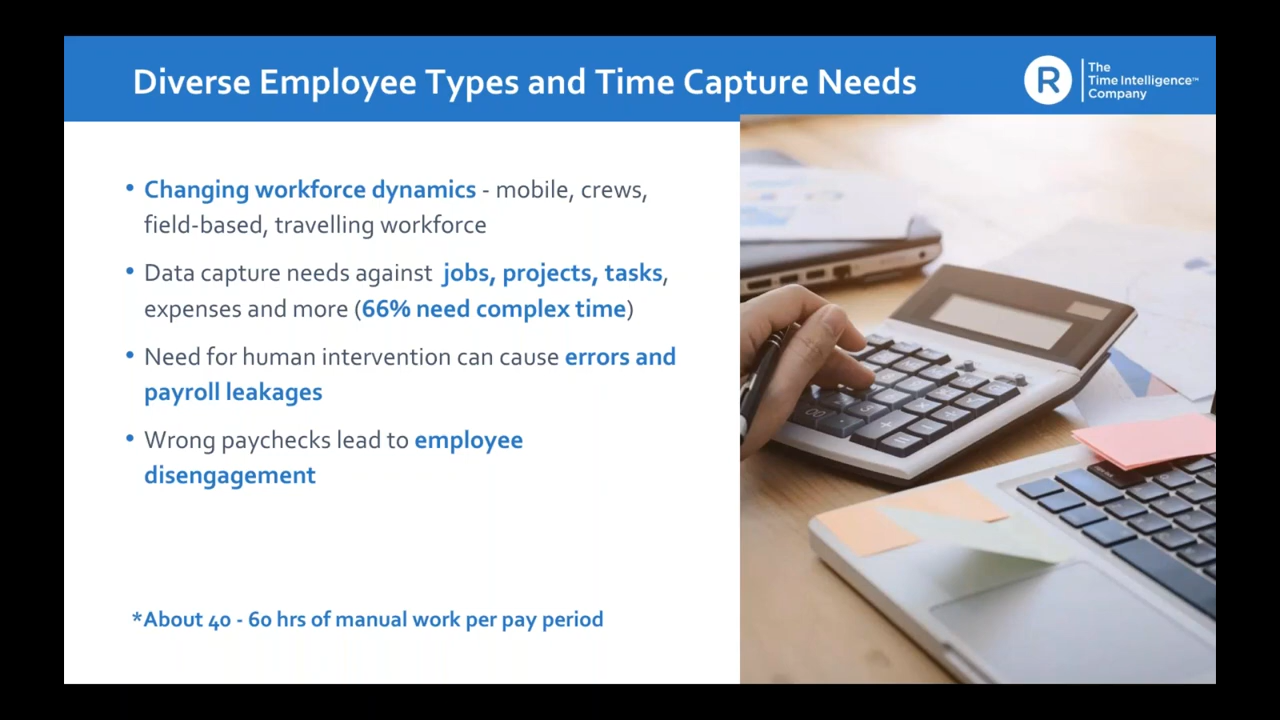 Diverse Employee Types and Time Capture Needs
R
The
Time Intelligence™
Company
• Changing workforce dynamics - mobile, crews,
field-based, travelling workforce
• Data capture needs against jobs, projects, tasks,
expenses and more (66% need complex time)
• Need for human intervention can cause errors and
payroll leakages
• Wrong paychecks lead to employee
disengagement
*About 40 - 60 hrs of manual work per pay period